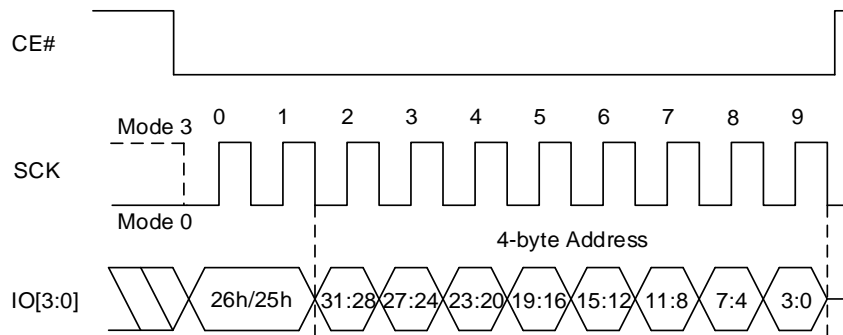 CE#
0 1 2 3 4 5 6 7 8 9
Mode 3
SCK
Mode 0
4-byte Address
IO[3:0] 26h/25h 31:28 27:24 23:20 19:16 15:12 11:8 7:4 3:0